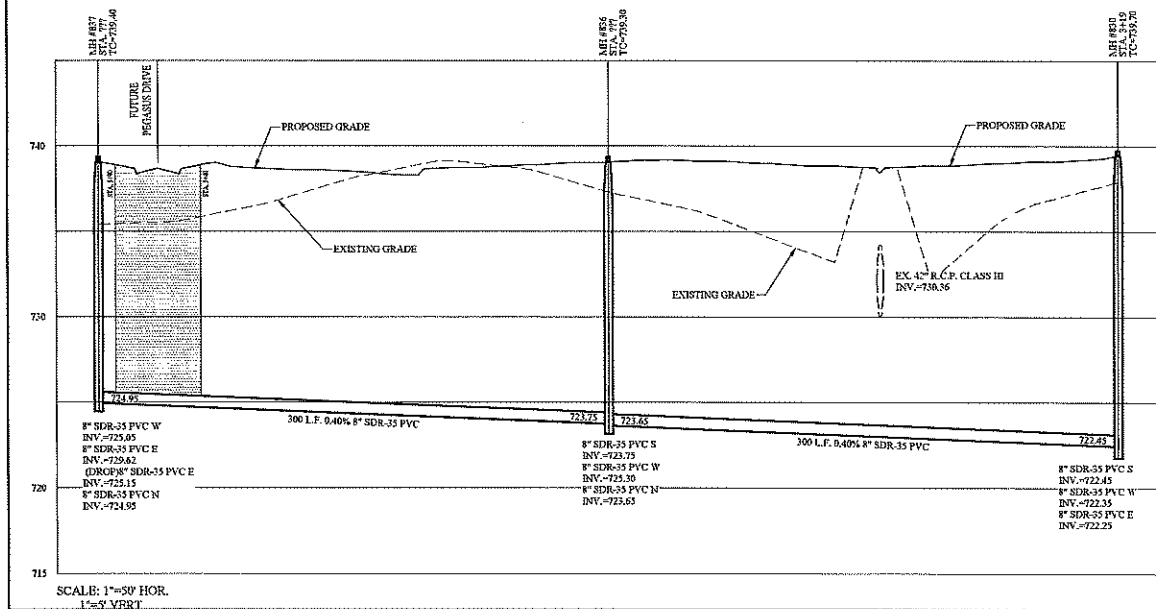 MH #837
STA. ???
TC=739.40
MH #836
STA. ???
TC=739.30
MH #830
STA. 3+19
TC=739.70
FUTURE
PEGASUS DRIVE
740
PROPOSED GRADE
PROPOSED GRADE
EXISTING GRADE
EXISTING GRADE
EX. 42" R.C.P. CLASS III
INV.=730.36
730
724.95
300 L.F. 0.40% 8" SDR-35 PVC
723.75
723.65
300 L.F. 0.40% 8" SDR-35 PVC
722.45
8" SDR-35 PVC W
INV.=725.05
8" SDR-35 PVC E
INV.=729.62
(DROP)8" SDR-35 PVC E
INV.=725.15
8" SDR-35 PVC N
INV.=724.95
8" SDR-35 PVC S
INV.=723.75
8" SDR-35 PVC W
INV.=725.30
8" SDR-35 PVC N
INV.=723.65
8" SDR-35 PVC S
INV.=722.45
8" SDR-35 PVC W
INV.=722.35
8" SDR-35 PVC E
INV.=722.25
720
715
SCALE: 1"=50' HOR.
1"=5' VERT